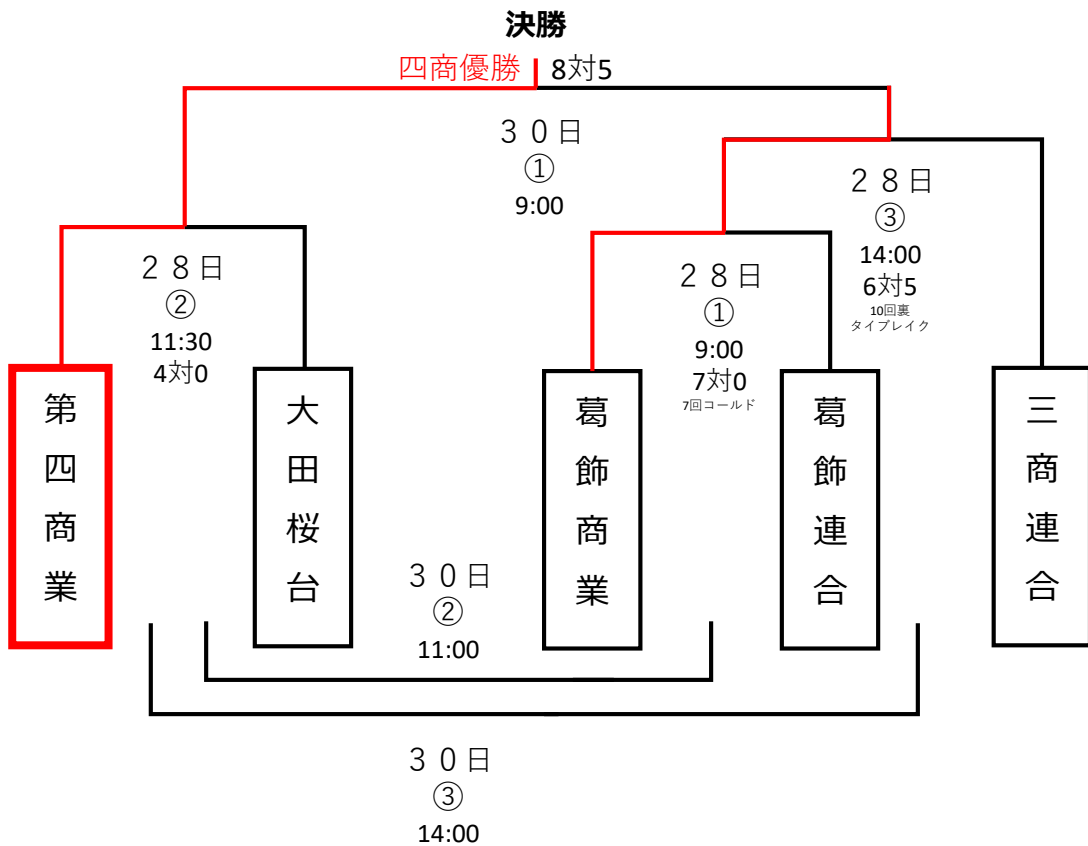 決勝
四商優勝 8対5
３０日
①
9:00
２８日
③
14:00
6対5
10回裏
タイブレイク
２８日
②
11:30
4対0
２８日
①
9:00
7対0
7回コールド
第四商業
大田桜台
葛飾商業
葛飾連合
三商連合
３０日
②
11:00
３０日
③
14:00